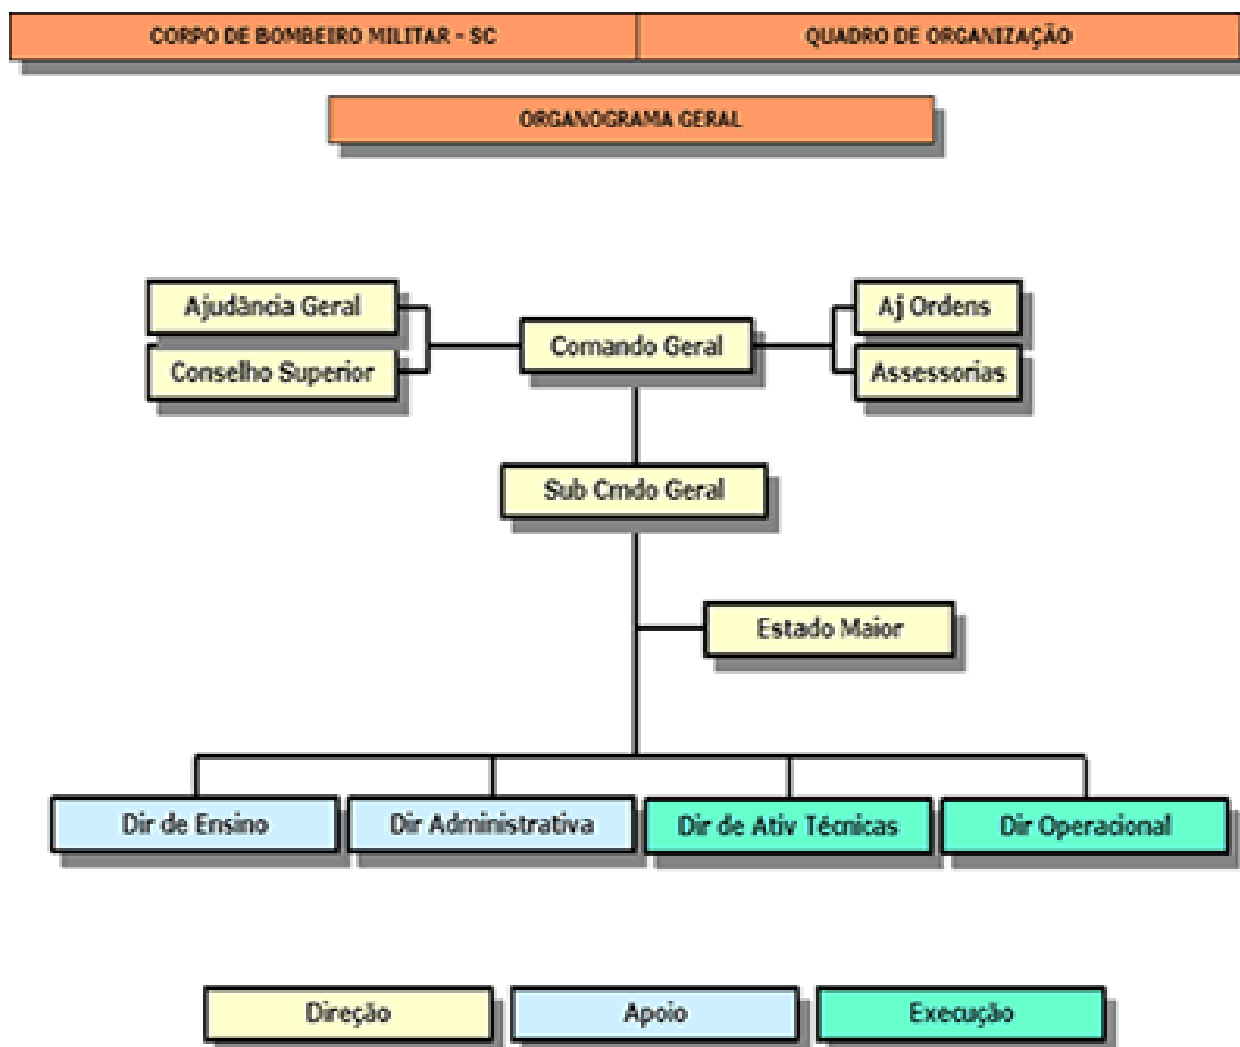 CORPO DE BOMBEIRO MILITAR - SC
QUADRO DE ORGANIZAÇÃO
ORGANOGRAMA GERAL
Ajudância Geral
Aj Ordens
Comando Geral
Conselho Superior
Assessorias
Sub Cmdo Geral
Estado Maior
Dir de Ensino
Dir Administrativa
Dir de Ativ Técnicas
Dir Operacional
Direção
Apoio
Execução